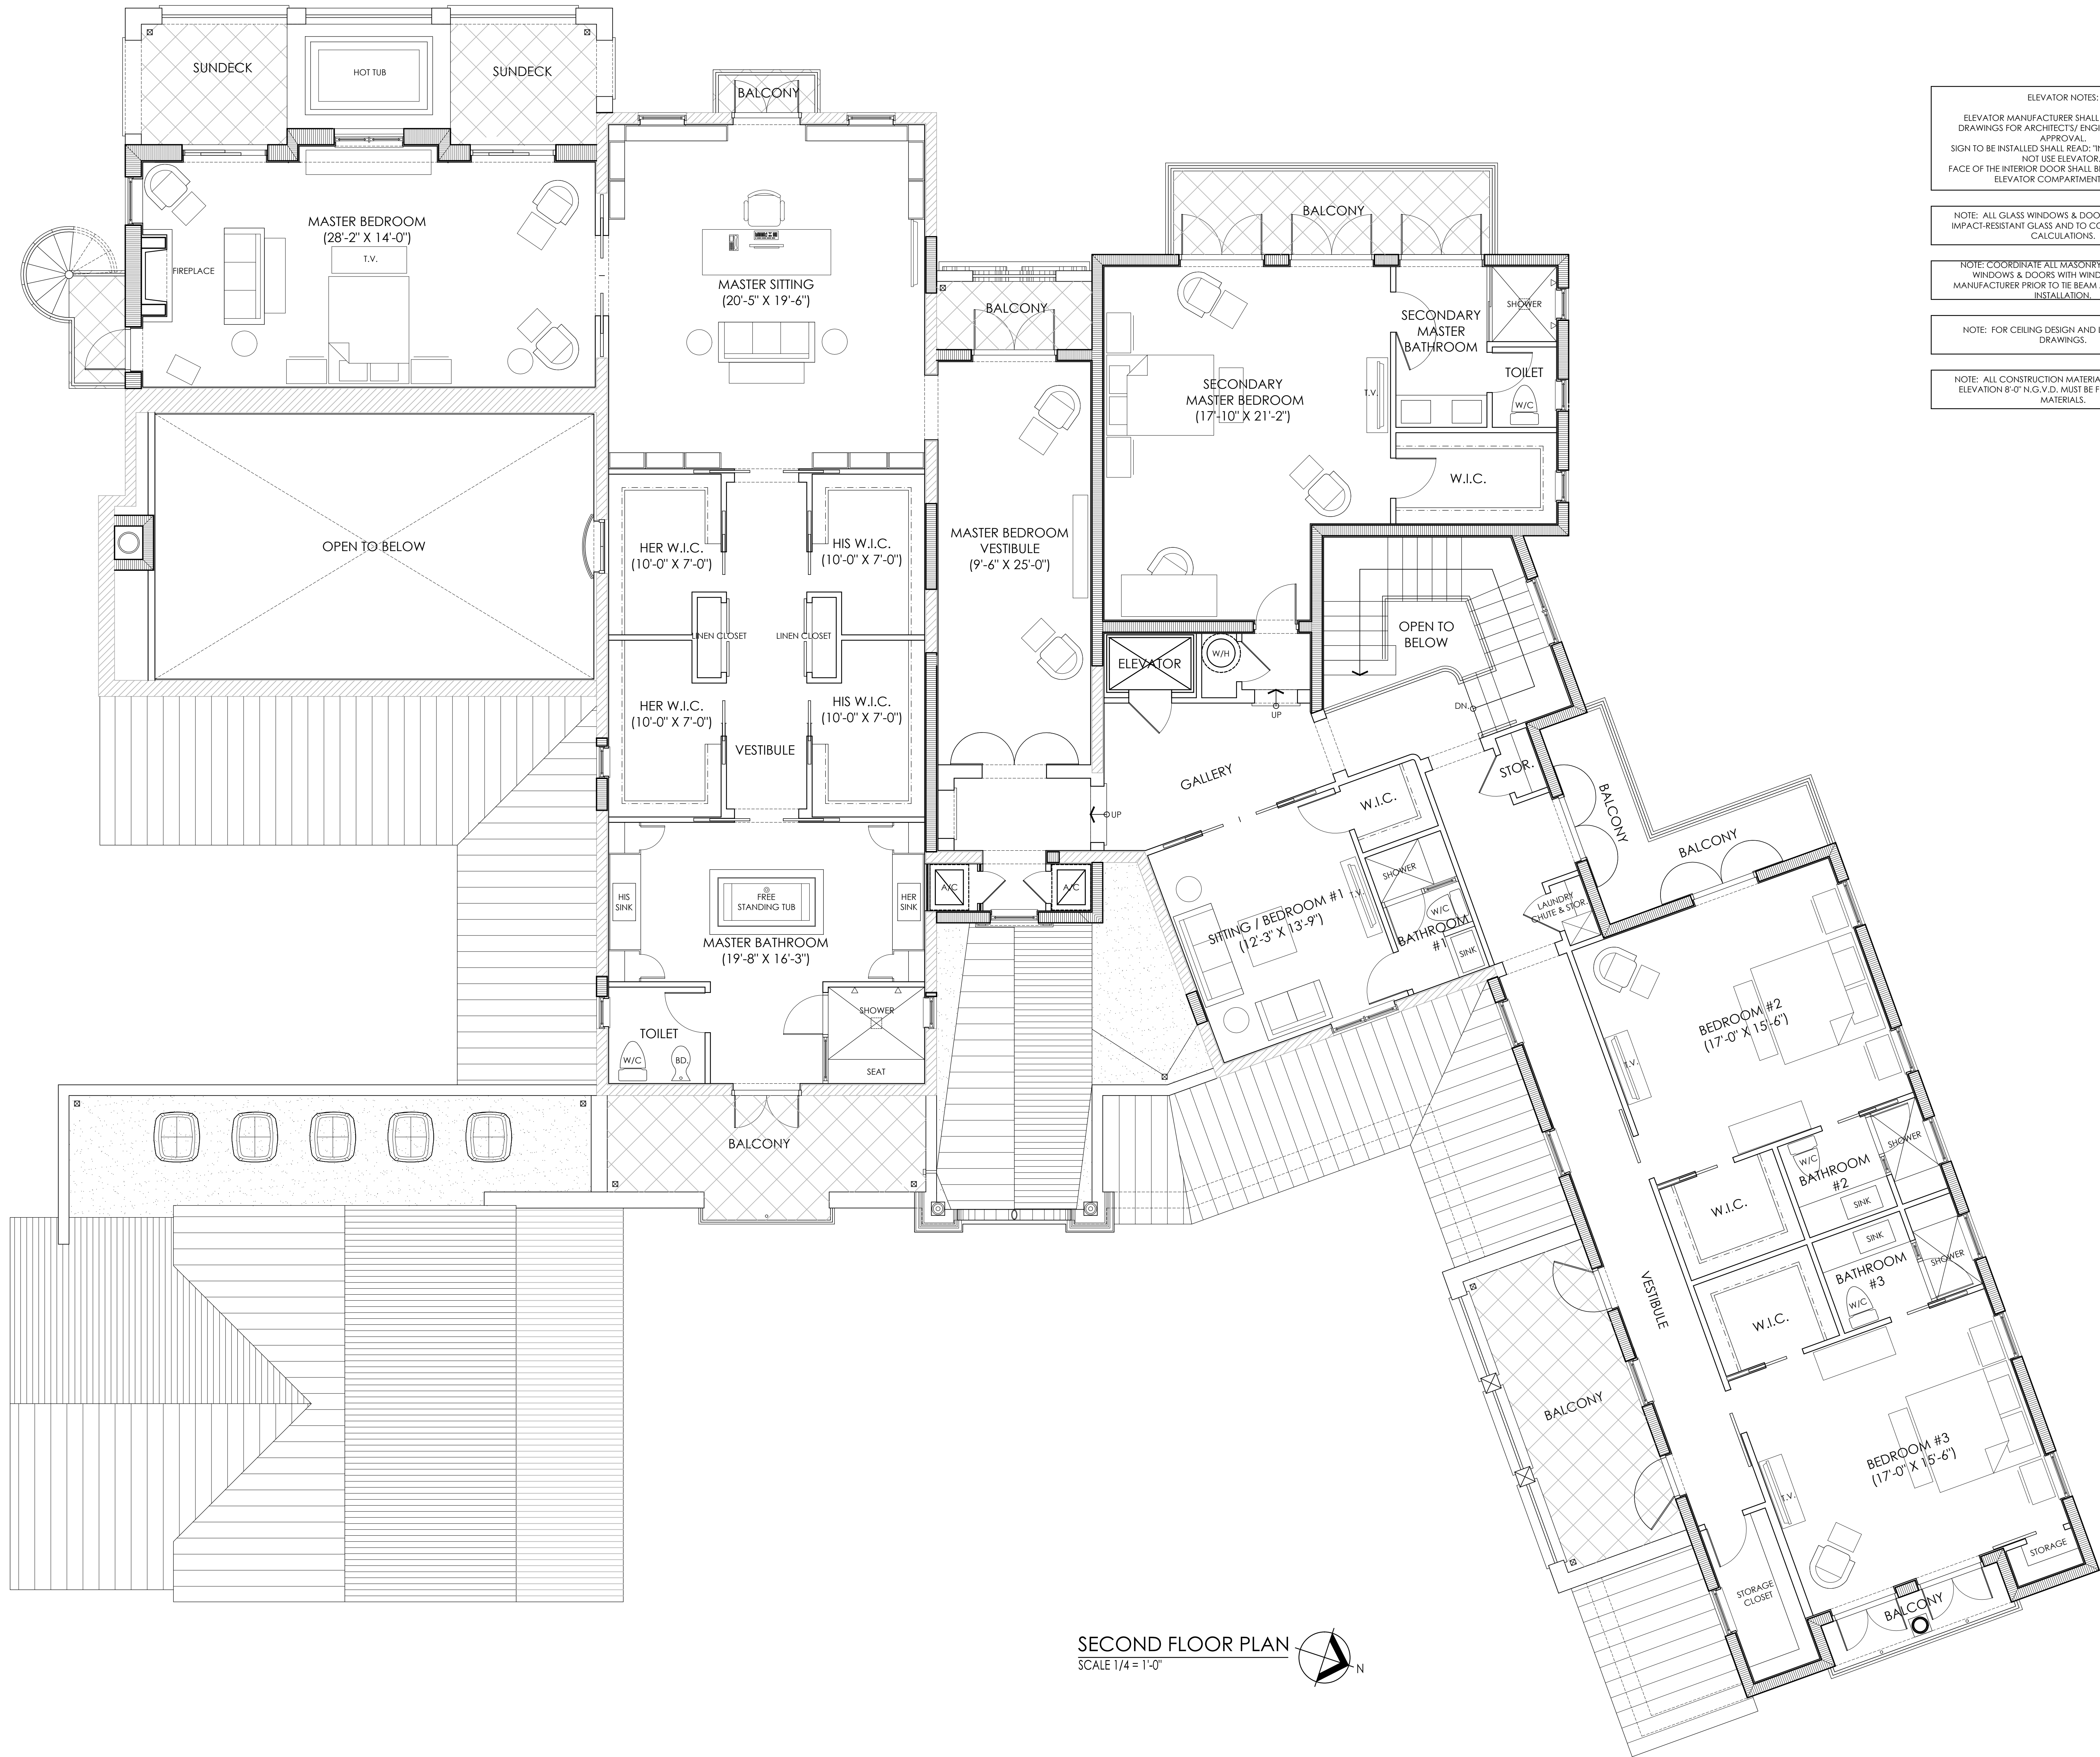 SUNDECK
HOT TUB
SUNDECK
BALCONY
MASTER BEDROOM
(28'-2" X 14'-0")
T.V.
FIREPLACE
MASTER SITTING
(20'-5" X 19'-6")
BALCONY
BALCONY
SECONDARY
MASTER
BATHROOM
SHOWER
TOILET
W/C
SECONDARY
MASTER BEDROOM
(17'-10" X 21'-2")
T.V.
W.I.C.
OPEN TO BELOW
HER W.I.C.
(10'-0" X 7'-0")
HIS W.I.C.
(10'-0" X 7'-0")
MASTER BEDROOM
VESTIBULE
(9'-6" X 25'-0")
LINEN CLOSET
LINEN CLOSET
HER W.I.C.
(10'-0" X 7'-0")
HIS W.I.C.
(10'-0" X 7'-0")
VESTIBULE
ELEVATOR
W/H
UP
OPEN TO
BELOW
DN.
GALLERY
UP
STOR.
W.I.C.
BALCONY
BALCONY
HIS
SINK
FREE
STANDING TUB
HER
SINK
A/C
A/C
MASTER BATHROOM
(19'-8" X 16'-3")
SITTING / BEDROOM #1
(12'-3" X 13'-9")
T.V.
SHOWER
W/C
BATHROOM
#1
SINK
LAUNDRY
CHUTE & STOR.
TOILET
W/C
BD.
SHOWER
SEAT
BALCONY
BEDROOM #2
(17'-0" X 15'-6")
T.V.
W/C
BATHROOM
#2
SHOWER
SINK
W.I.C.
SINK
BATHROOM
#3
SHOWER
W/C
W.I.C.
VESTIBULE
BALCONY
BEDROOM #3
(17'-0" X 15'-6")
T.V.
STORAGE
STORAGE
CLOSET
BALCONY
SECOND FLOOR PLAN
SCALE 1/4 = 1'-0"
N
ELEVATOR NOTES:
ELEVATOR MANUFACTURER SHALL
DRAWINGS FOR ARCHITECT'S/ ENGI
APPROVAL.
SIGN TO BE INSTALLED SHALL READ: "IN
NOT USE ELEVATOR.
FACE OF THE INTERIOR DOOR SHALL BE
ELEVATOR COMPARTMENT
NOTE: ALL GLASS WINDOWS & DOO
IMPACT-RESISTANT GLASS AND TO CO
CALCULATIONS.
NOTE: COORDINATE ALL MASONRY
WINDOWS & DOORS WITH WIND
MANUFACTURER PRIOR TO TIE BEAM
INSTALLATION.
NOTE: FOR CEILING DESIGN AND
DRAWINGS.
NOTE: ALL CONSTRUCTION MATERIA
ELEVATION 8'-0" N.G.V.D. MUST BE F
MATERIALS.